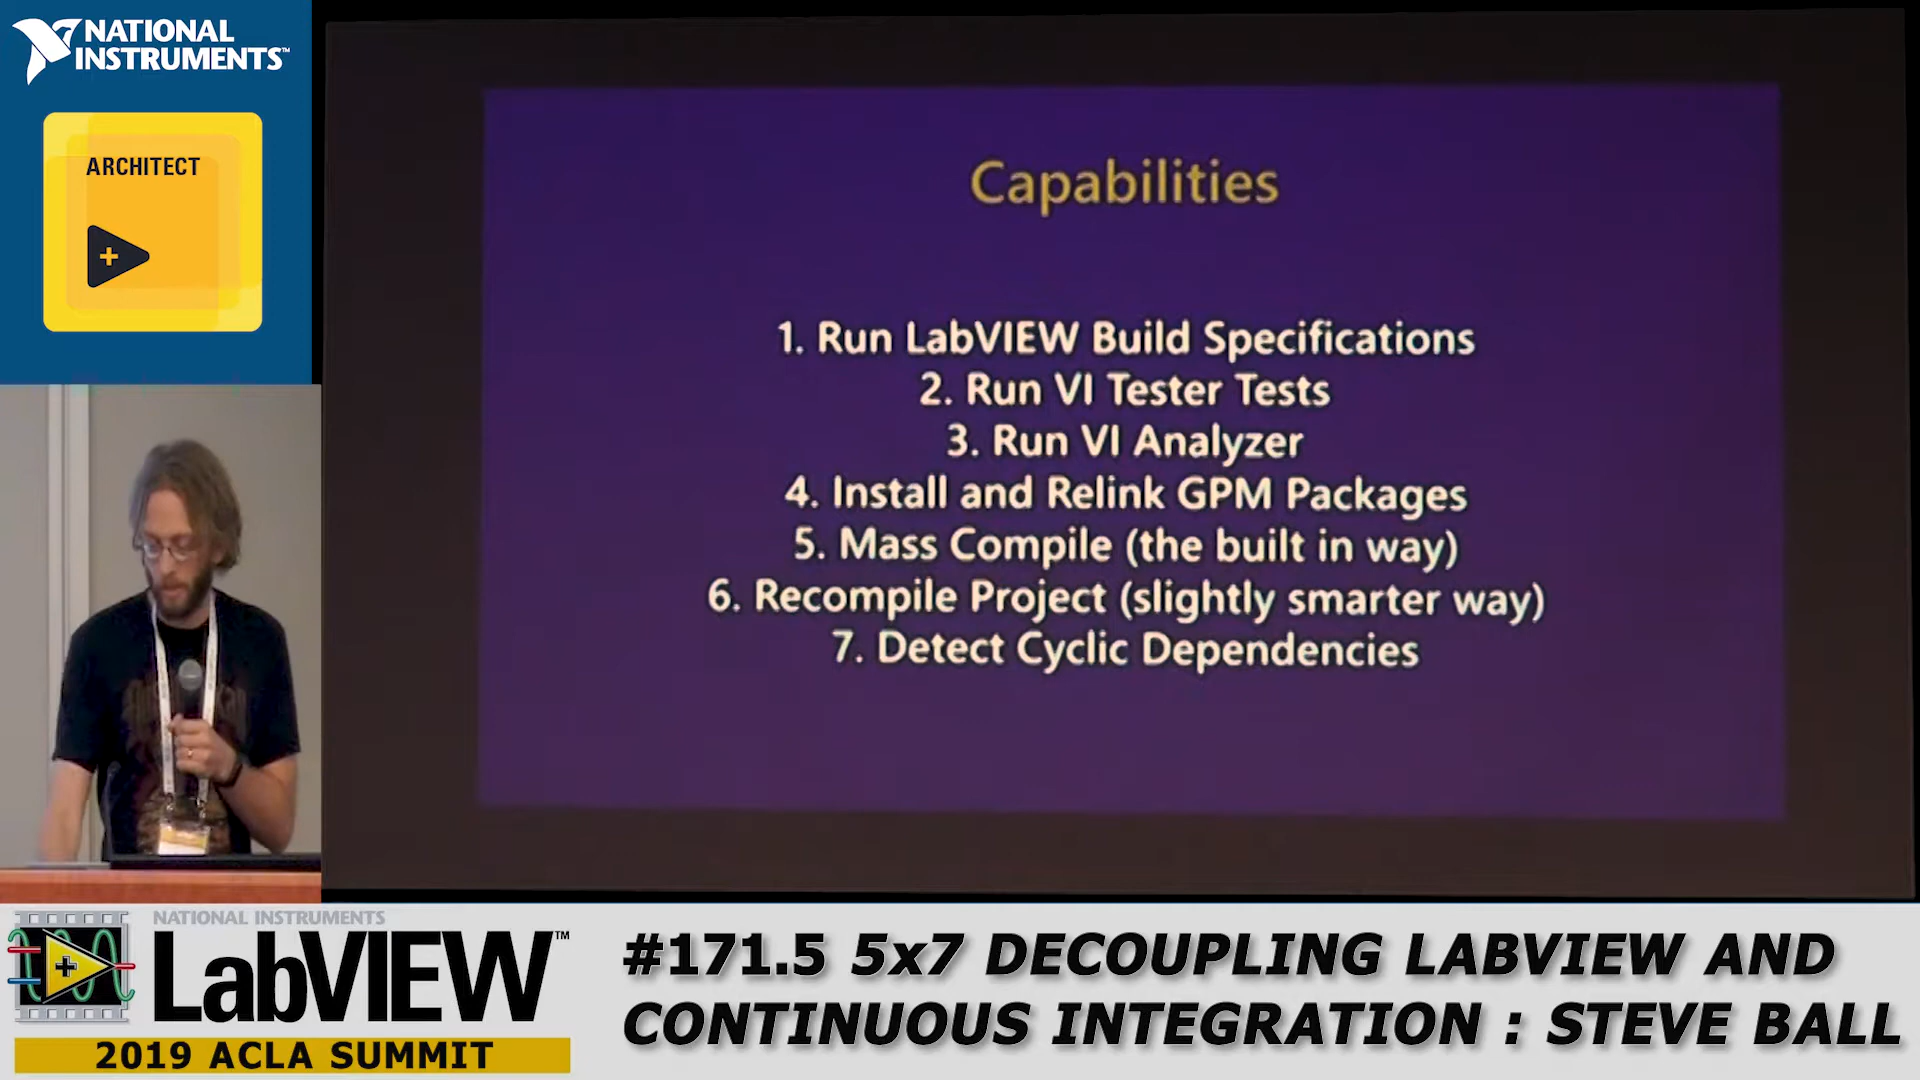 NATIONAL
INSTRUMENTS™
ARCHITECT
Capabilities
1. Run LabVIEW Build Specifications
2. Run VI Tester Tests
3. Run VI Analyzer
4. Install and Relink GPM Packages
5. Mass Compile (the built in way)
6. Recompile Project (slightly smarter way)
7. Detect Cyclic Dependencies
NATIONAL INSTRUMENTS
LabVIEW™
2019 ACLA SUMMIT
#171.5 5x7 DECOUPLING LABVIEW AND
CONTINUOUS INTEGRATION : STEVE BALL